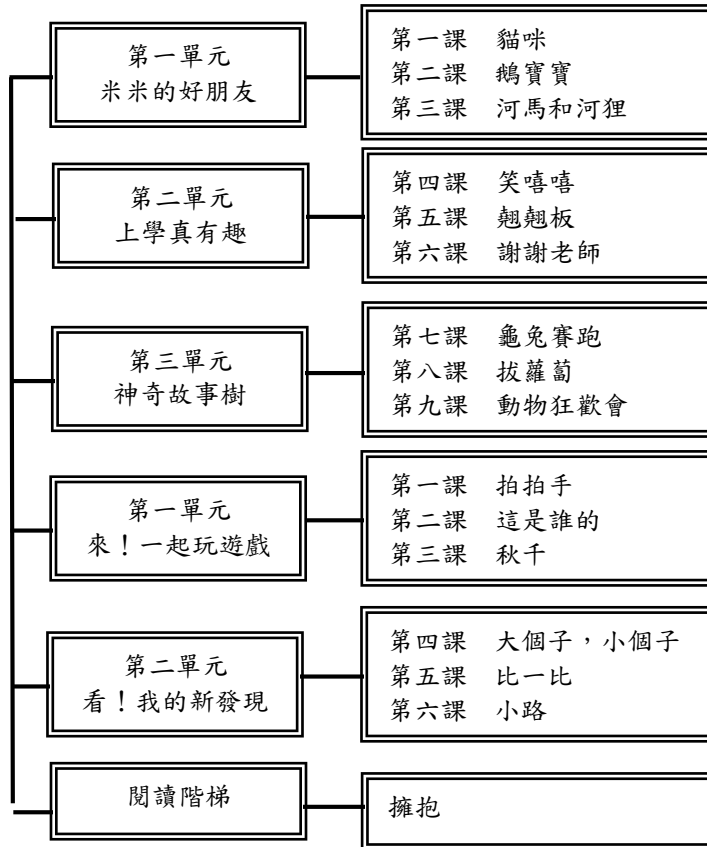 第一單元
米米的好朋友
第一課 貓咪
第二課 鵝寶寶
第三課 河馬和河狸
第二單元
上學真有趣
第四課 笑嘻嘻
第五課 翹翹板
第六課 謝謝老師
第三單元
神奇故事樹
第七課 龜兔賽跑
第八課 拔蘿蔔
第九課 動物狂歡會
第一單元
來！一起玩遊戲
第一課 拍拍手
第二課 這是誰的
第三課 秋千
第二單元
看！我的新發現
第四課 大個子，小個子
第五課 比一比
第六課 小路
閱讀階梯
擁抱